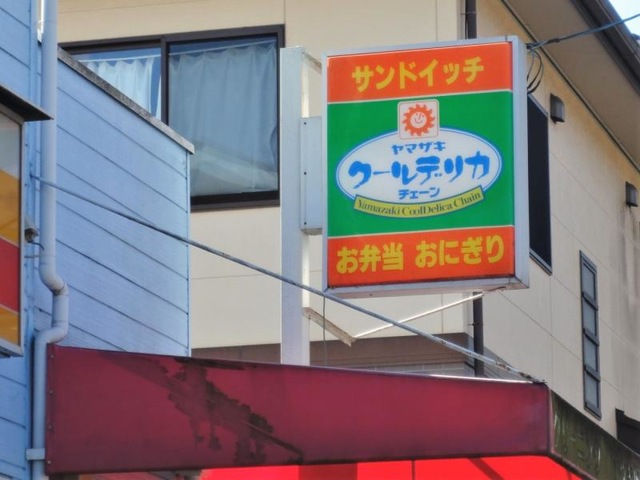 サンドイッチ
ヤマザキ
クールデリカ
チェーン
Yamazaki CoolDelica Chain
お弁当 おにぎり